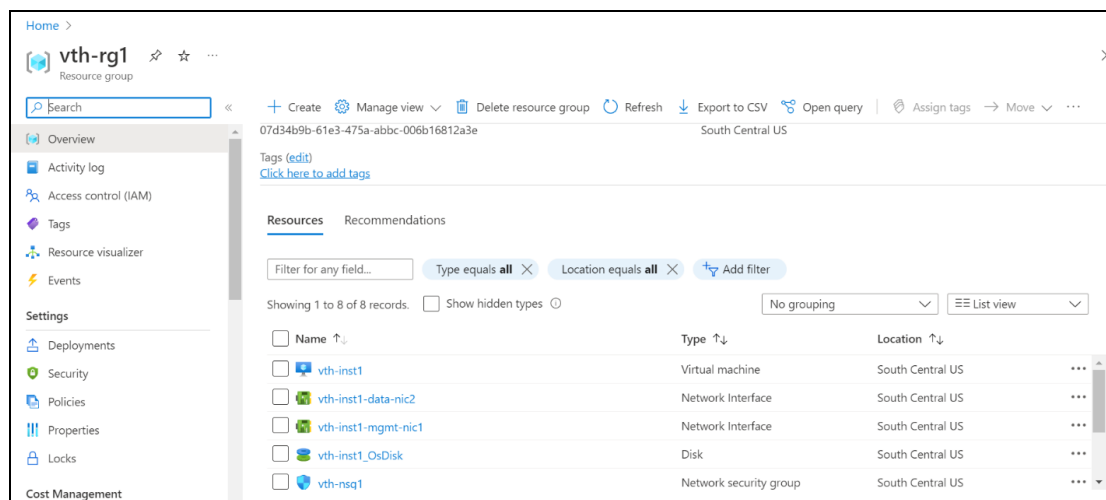 Home >
vth-rg1 ...
Resource group
Search «
+ Create Manage view Delete resource group Refresh Export to CSV Open query Assign tags Move ...
Overview
Activity log
Access control (IAM)
Tags
Resource visualizer
Events
Settings
Deployments
Security
Policies
Properties
Locks
Cost Management
07d34b9b-61e3-475a-abbc-006b16812a3e South Central US
Tags (edit)
Click here to add tags
Resources Recommendations
Filter for any field... Type equals all Location equals all Add filter
Showing 1 to 8 of 8 records. Show hidden types No grouping List view
Name ↑↓ Type ↑↓ Location ↑↓
vth-inst1 Virtual machine South Central US ...
vth-inst1-data-nic2 Network Interface South Central US ...
vth-inst1-mgmt-nic1 Network Interface South Central US ...
vth-inst1_OsDisk Disk South Central US ...
vth-nsg1 Network security group South Central US ...